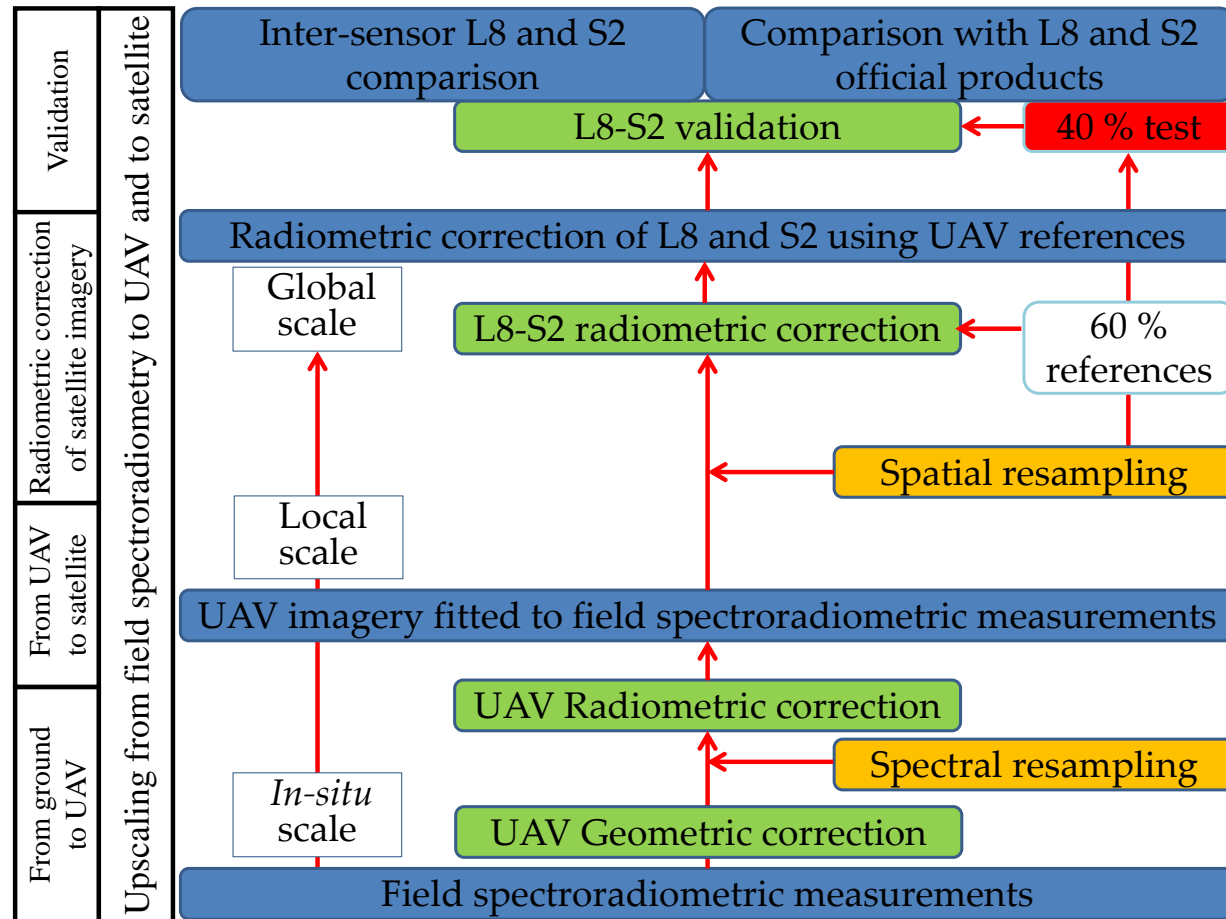 Validation
Radiometric correction
of satellite imagery
From UAV
to satellite
From ground
to UAV
Upscaling from field spectroradiometry to UAV and to satellite
Inter-sensor L8 and S2
comparison
Comparison with L8 and S2
official products
L8-S2 validation
40 % test
Radiometric correction of L8 and S2 using UAV references
Global
scale
L8-S2 radiometric correction
60 %
references
Spatial resampling
Local
scale
UAV imagery fitted to field spectroradiometric measurements
UAV Radiometric correction
Spectral resampling
In-situ
scale
UAV Geometric correction
Field spectroradiometric measurements